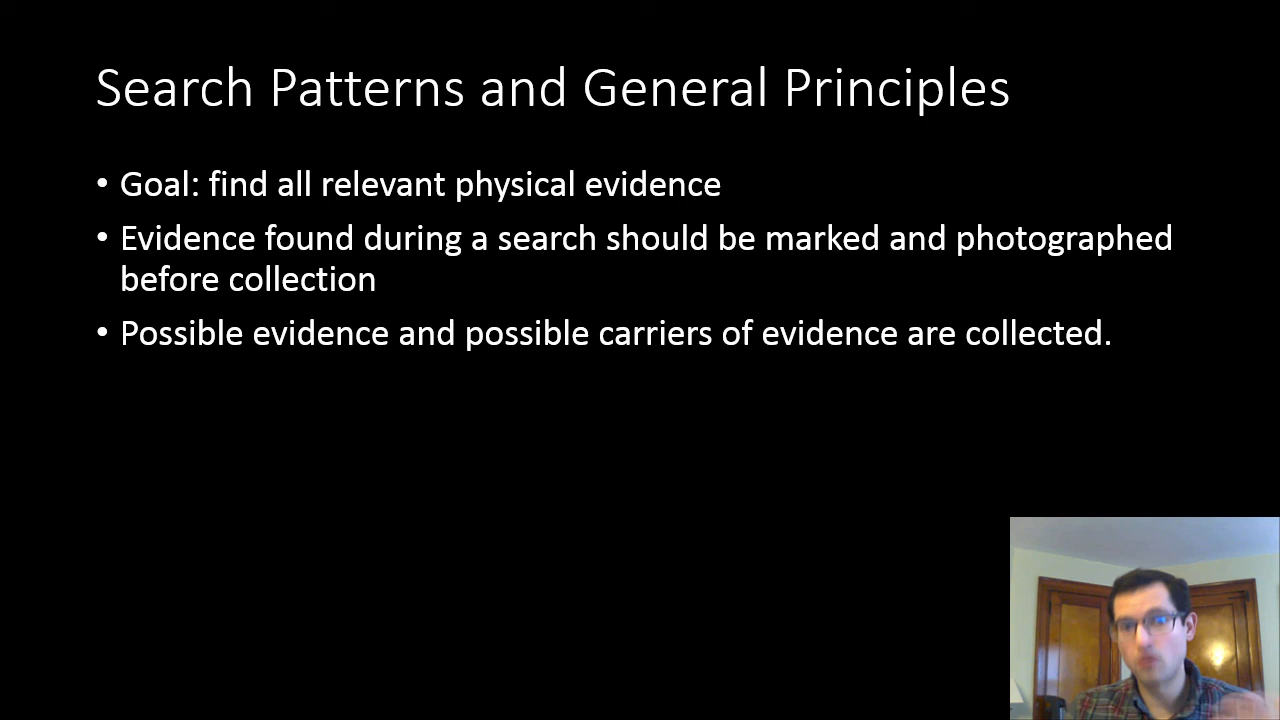 Search Patterns and General Principles
• Goal: find all relevant physical evidence
• Evidence found during a search should be marked and photographed
before collection
• Possible evidence and possible carriers of evidence are collected.